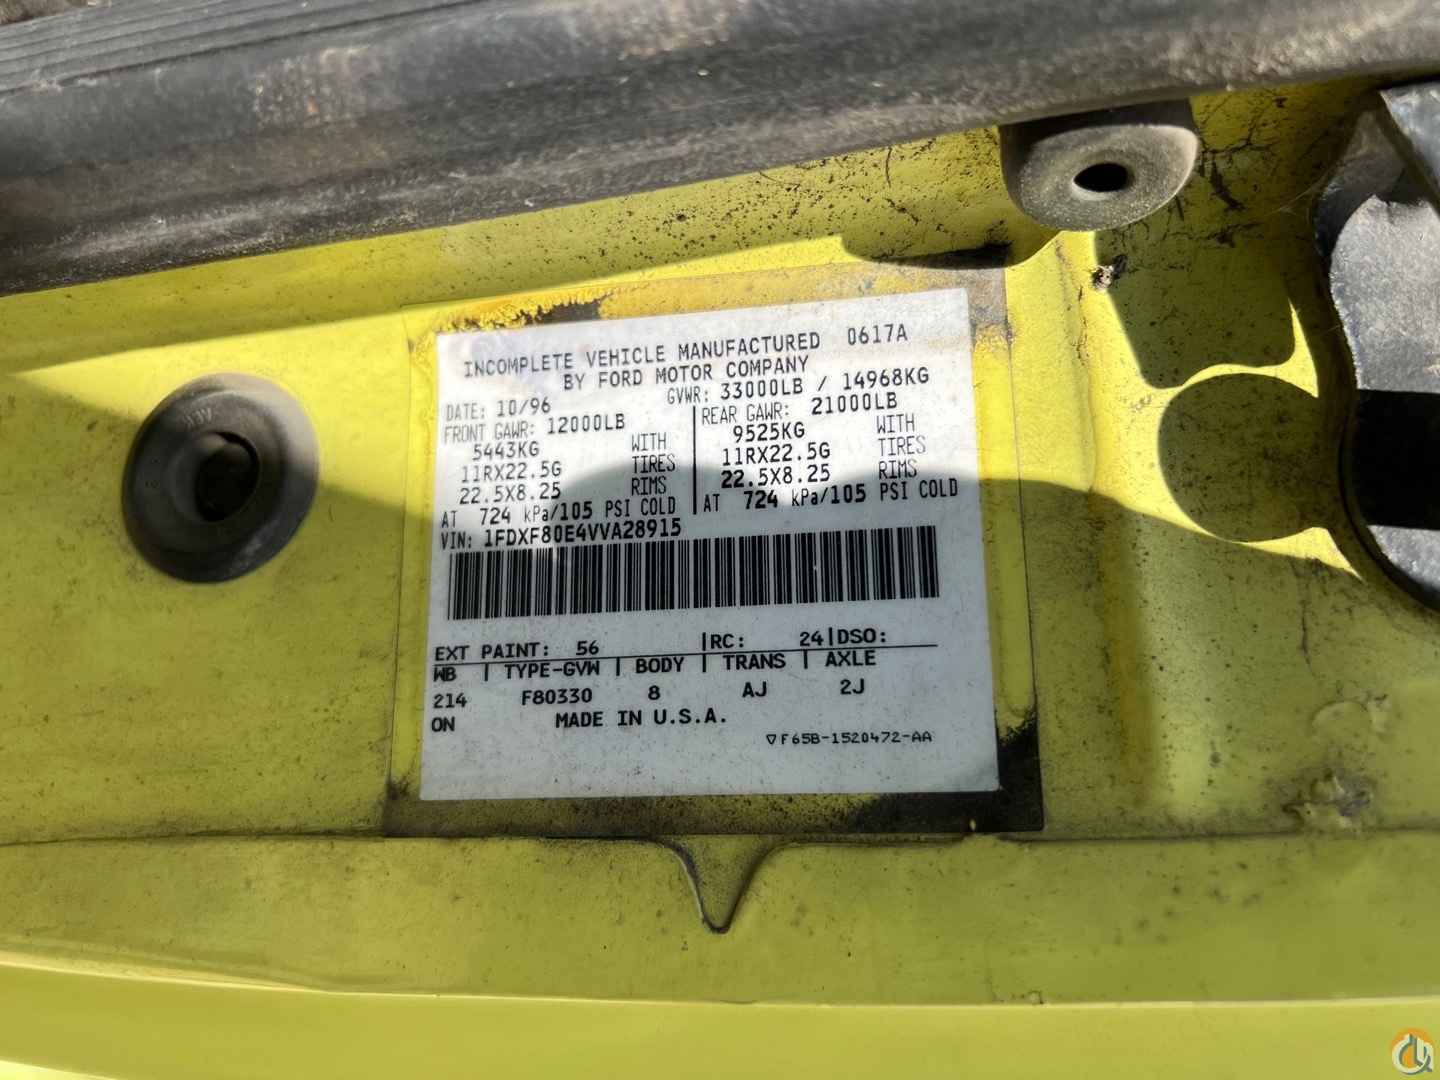 INCOMPLETE VEHICLE MANUFACTURED 0617A
BY FORD MOTOR COMPANY
DATE: 10/96 GVWR: 33000LB / 14968KG
FRONT GAWR: 12000LB REAR GAWR: 21000LB
5443KG WITH 9525KG WITH
11RX22.5G TIRES 11RX22.5G TIRES
22.5X8.25 RIMS 22.5X8.25 RIMS
AT 724 kPa/105 PSI COLD AT 724 kPa/105 PSI COLD
VIN: 1FDXF80E4VVA28915
EXT PAINT: 56 |RC: 24|DSO:
WB | TYPE-GVW | BODY | TRANS | AXLE
214 F80330 8 AJ 2J
ON MADE IN U.S.A.
▽F65B-1520472-AA